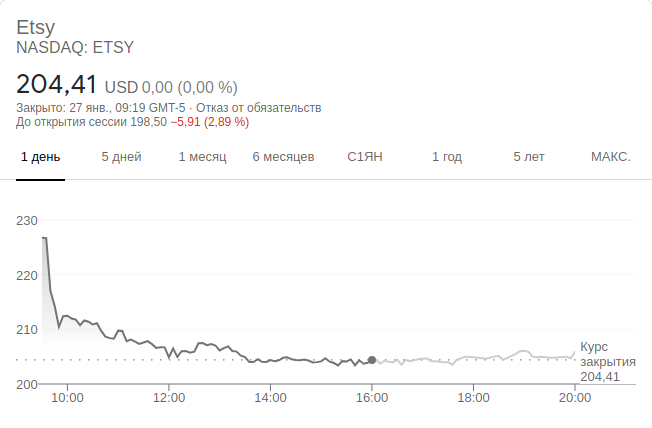 Etsy
NASDAQ: ETSY
204,41 USD 0,00 (0,00 %)
Закрыто: 27 янв., 09:19 GMT-5 · Отказ от обязательств
До открытия сессии 198,50 −5,91 (2,89 %)
1 день 5 дней 1 месяц 6 месяцев С1ЯН 1 год 5 лет МАКС.
230
220
210
Курс
закрытия
204,41
200
10:00 12:00 14:00 16:00 18:00 20:00